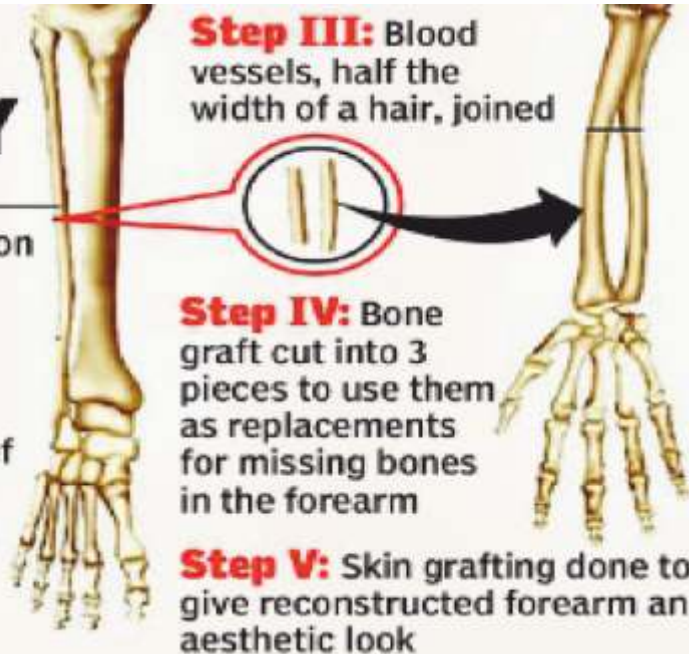 Y
on
f
Step III: Blood
vessels, half the
width of a hair, joined
Step IV: Bone
graft cut into 3
pieces to use them
as replacements
for missing bones
in the forearm
Step V: Skin grafting done to
give reconstructed forearm an
aesthetic look